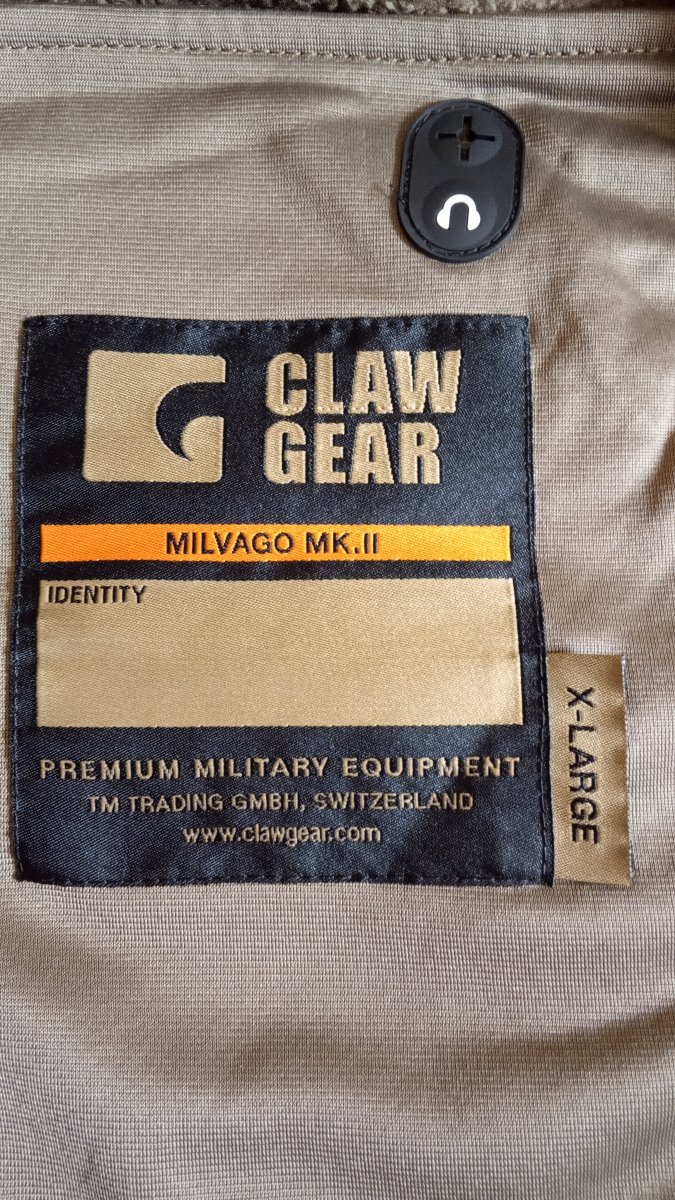 CLAW
GEAR
MILVAGO MK.II
IDENTITY
PREMIUM MILITARY EQUIPMENT
TM TRADING GMBH, SWITZERLAND
www.clawgear.com
X-LARGE